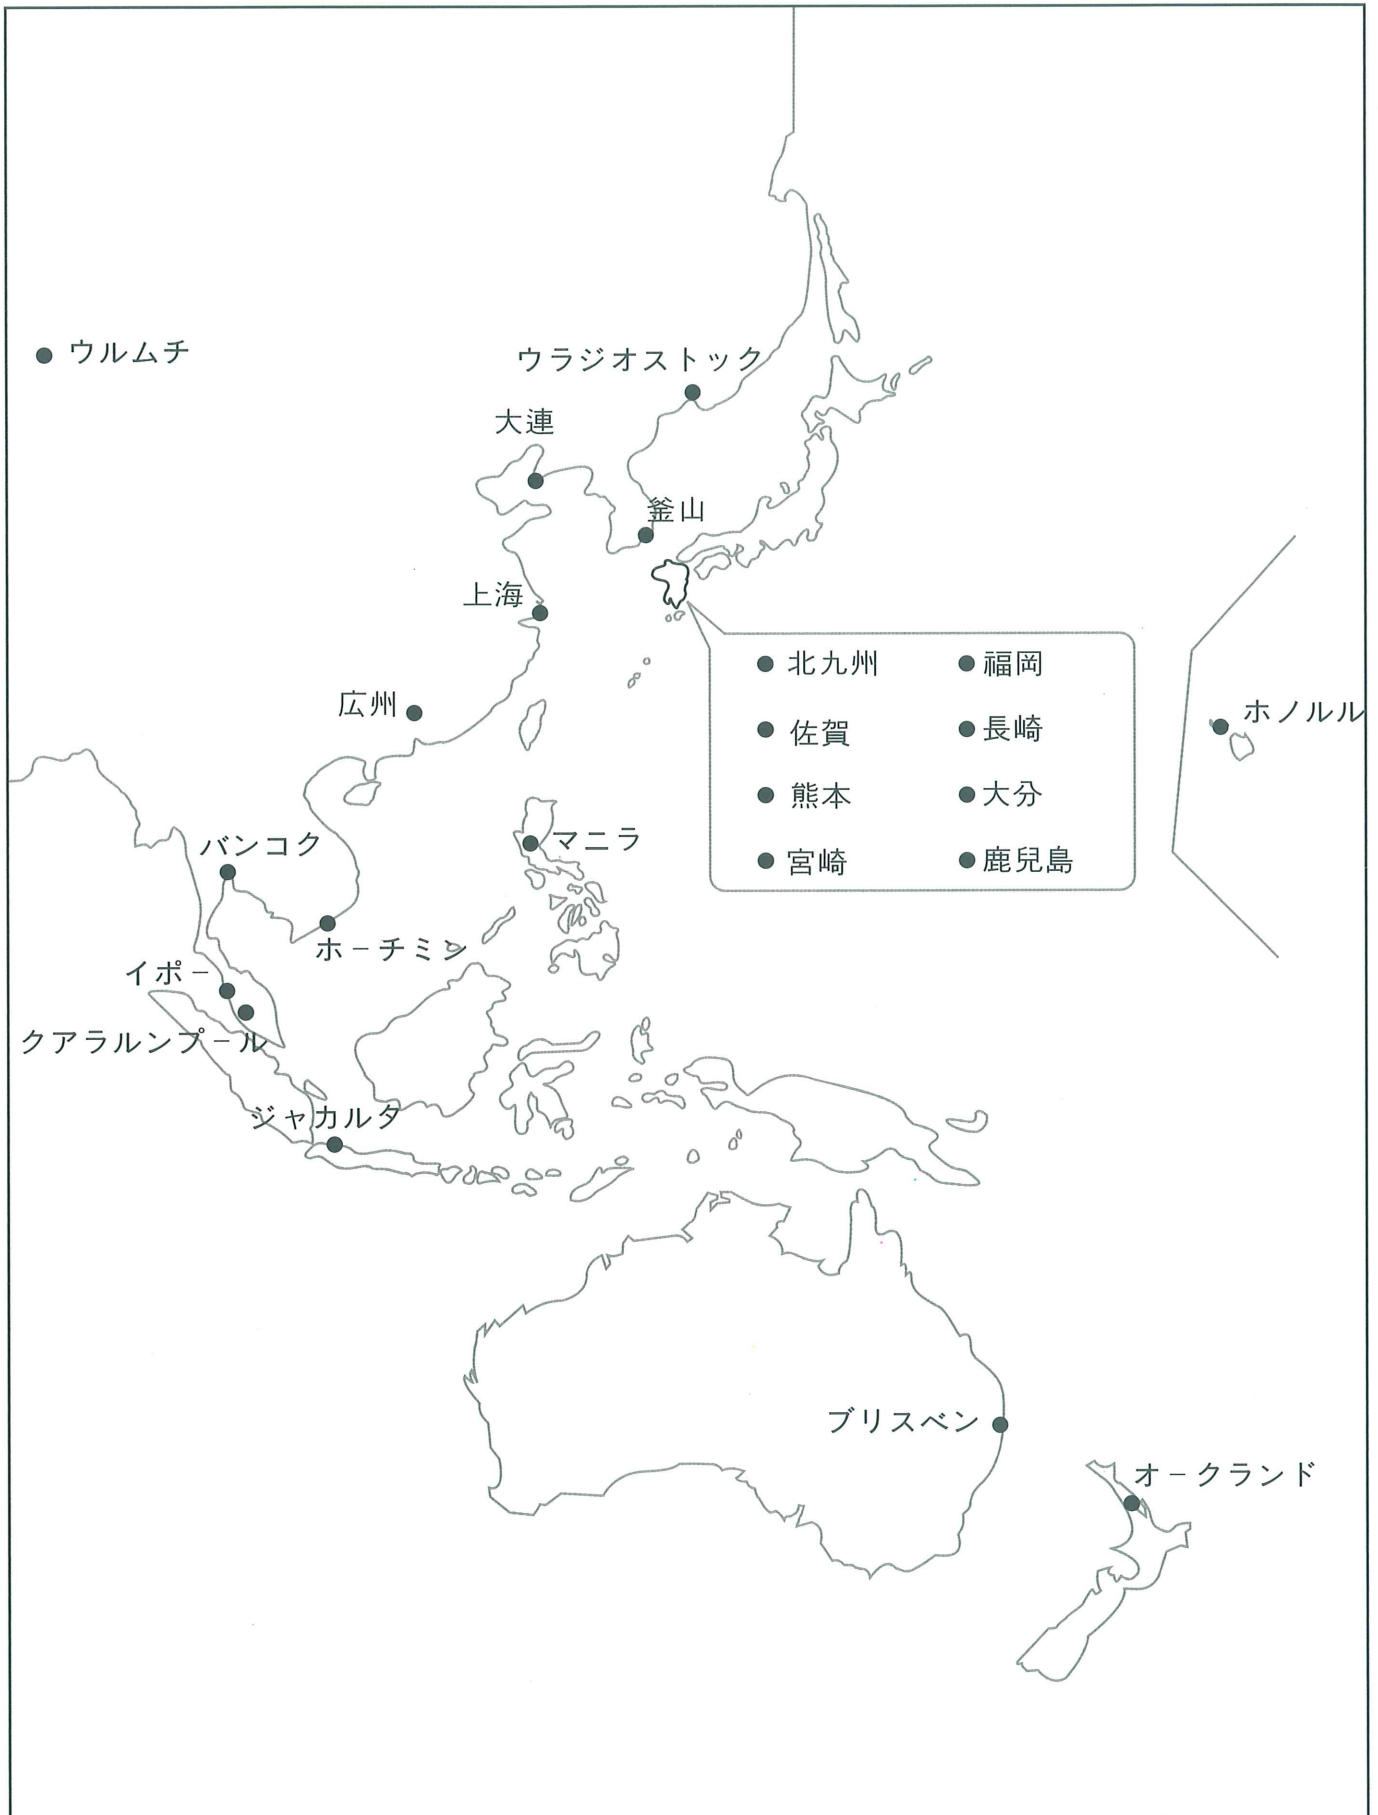 ウルムチ
ウラジオストック
大連
釜山
上海
北九州
福岡
広州
佐賀
長崎
ホノルル
熊本
大分
バンコク
マニラ
宮崎
鹿兒島
ホーチミン
イポー
クアラルンプール
ジャカルタ
ブリスベン
オークランド